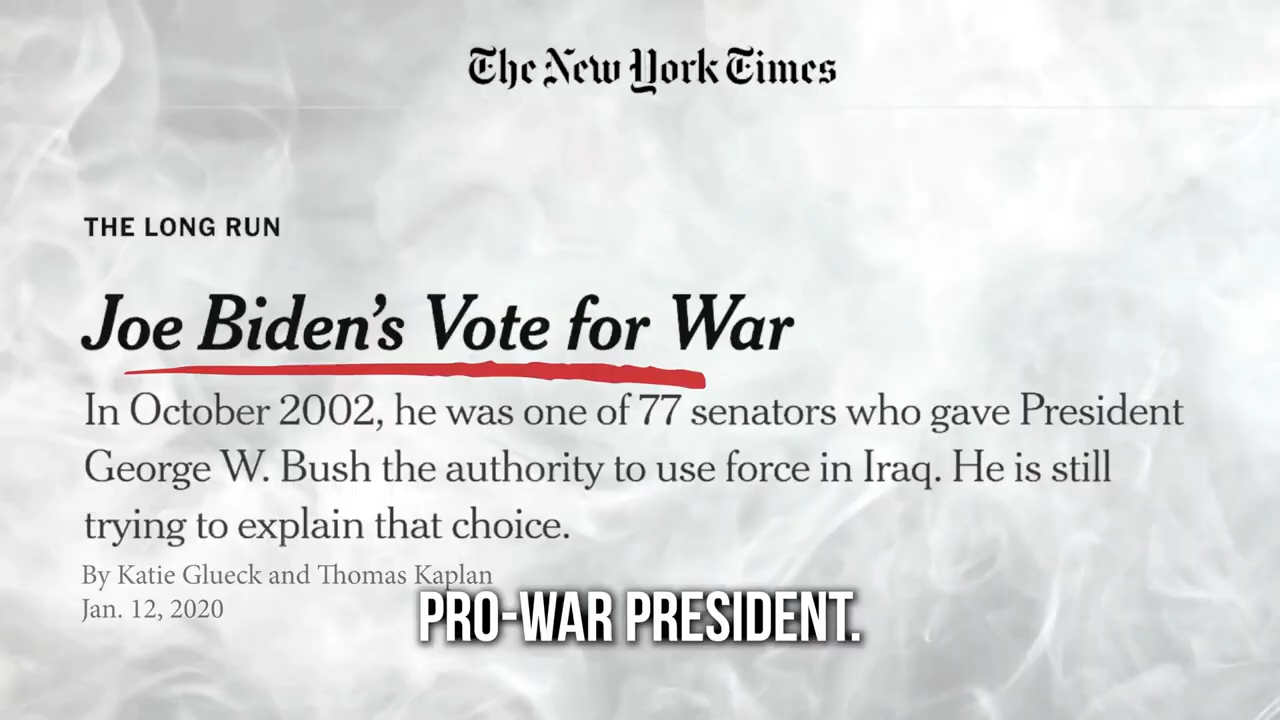 The New York Times
THE LONG RUN
Joe Biden’s Vote for War
In October 2002, he was one of 77 senators who gave President
George W. Bush the authority to use force in Iraq. He is still
trying to explain that choice.
By Katie Glueck and Thomas Kaplan
Jan. 12, 2020
PRO-WAR PRESIDENT.